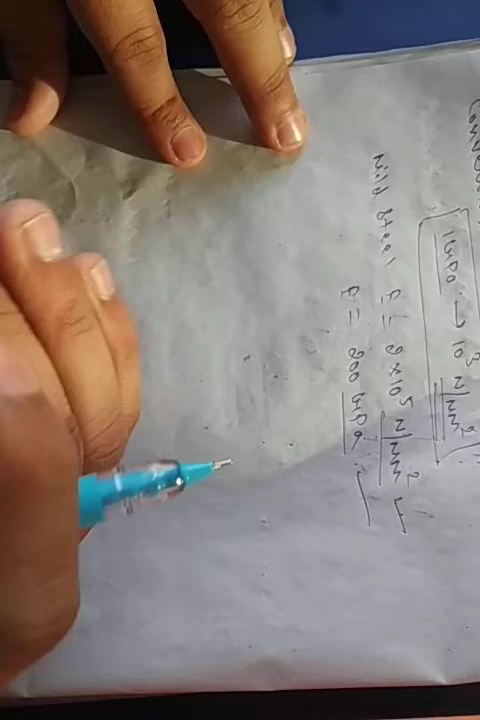 1GPa → 10³ N/mm²
Mild Steel E = 2×10⁵ N/mm²
E = 200 GPa